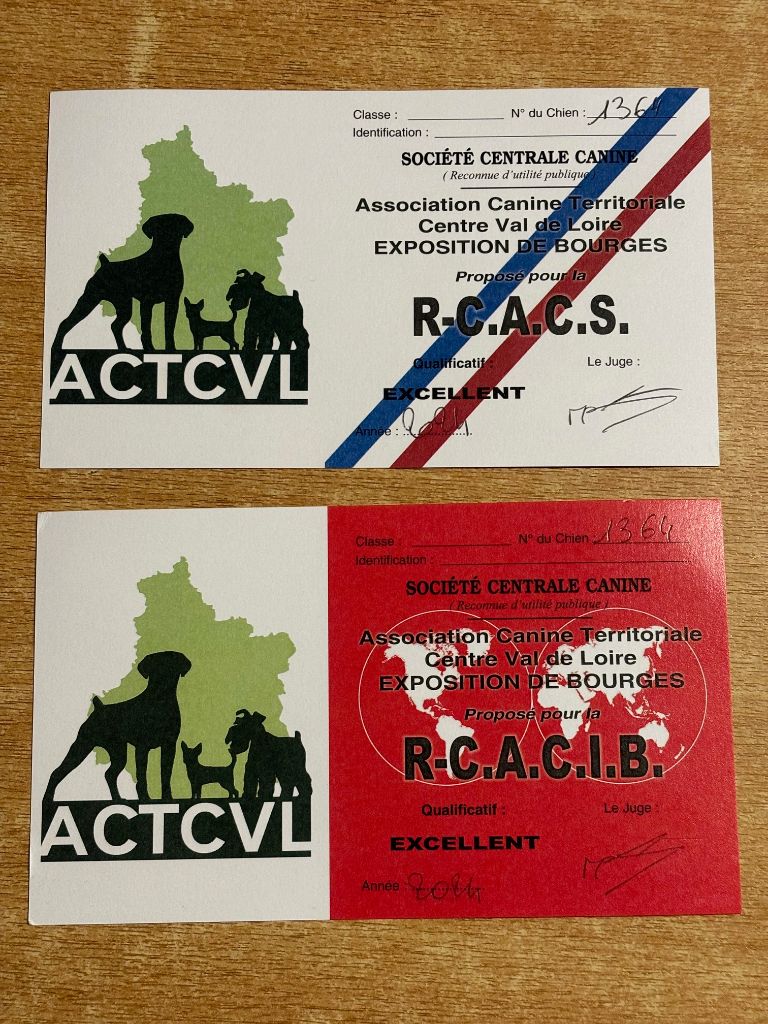 Classe : N° du Chien : 1364
Identification :
SOCIÉTÉ CENTRALE CANINE
( Reconnue d'utilité publique )
Association Canine Territoriale
Centre Val de Loire
EXPOSITION DE BOURGES
Proposé pour la
R-C.A.C.S.
Qualificatif : Le Juge :
EXCELLENT
Année : 2024
ACTCVL
Classe : N° du Chien : 1364
Identification :
SOCIÉTÉ CENTRALE CANINE
( Reconnue d'utilité publique )
Association Canine Territoriale
Centre Val de Loire
EXPOSITION DE BOURGES
Proposé pour la
R-C.A.C.I.B.
Qualificatif : Le Juge :
EXCELLENT
Année : 2024
ACTCVL